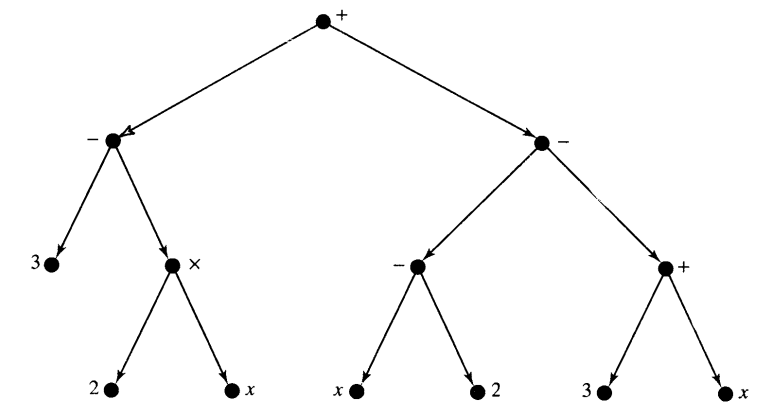 +
− −
3 × − +
2 x x 2 3 x